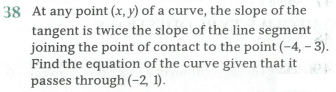 38 At any point (x, y) of a curve, the slope of the
tangent is twice the slope of the line segment
joining the point of contact to the point (–4, – 3).
Find the equation of the curve given that it
passes through (–2, 1).